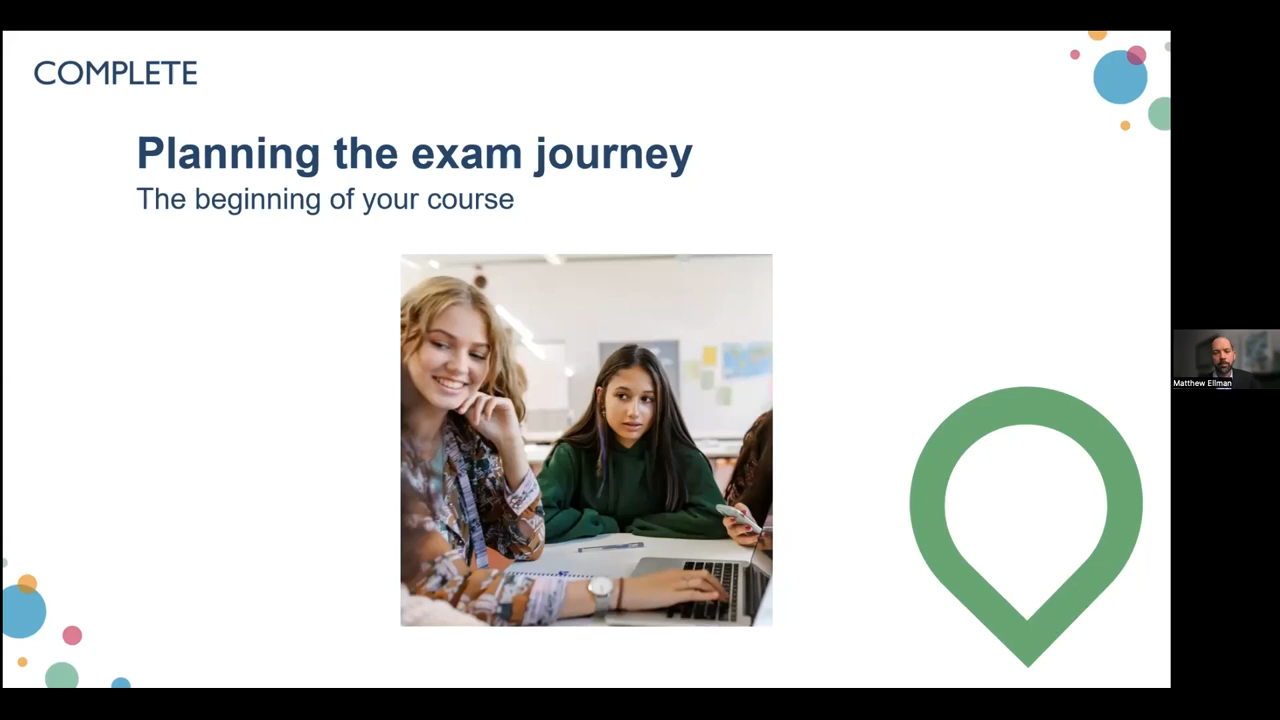 COMPLETE
Planning the exam journey
The beginning of your course
Matthew Ellman